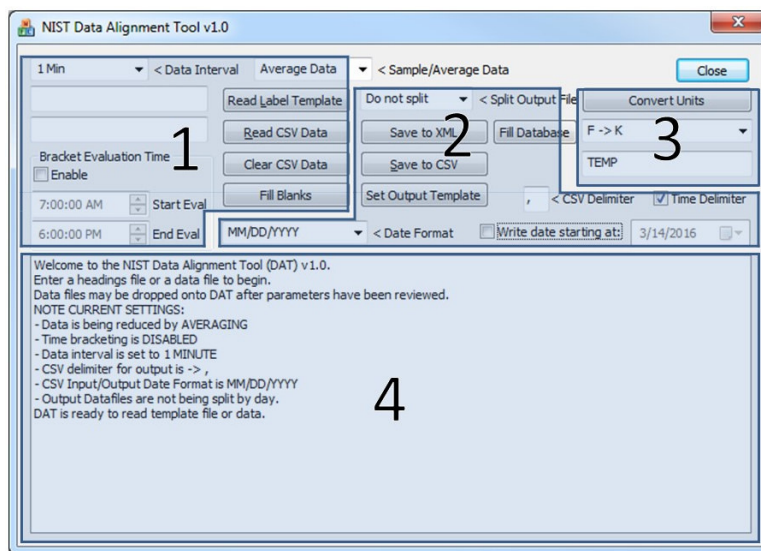 NIST Data Alignment Tool v1.0
1 Min < Data Interval Average Data < Sample/Average Data Close
Read Label Template Do not split < Split Output File Convert Units
1 Read CSV Data Save to XML 2 Fill Database F -> K 3
Bracket Evaluation Time
Enable Clear CSV Data Save to CSV TEMP
7:00:00 AM Start Eval Fill Blanks Set Output Template , < CSV Delimiter Time Delimiter
6:00:00 PM End Eval MM/DD/YYYY < Date Format Write date starting at: 3/14/2016
Welcome to the NIST Data Alignment Tool (DAT) v1.0.
Enter a headings file or a data file to begin.
Data files may be dropped onto DAT after parameters have been reviewed.
NOTE CURRENT SETTINGS:
- Data is being reduced by AVERAGING
- Time bracketing is DISABLED
- Data interval is set to 1 MINUTE
- CSV delimiter for output is -> ,
- CSV Input/Output Date Format is MM/DD/YYYY
- Output Datafiles are not being split by day.
DAT is ready to read template file or data.
4